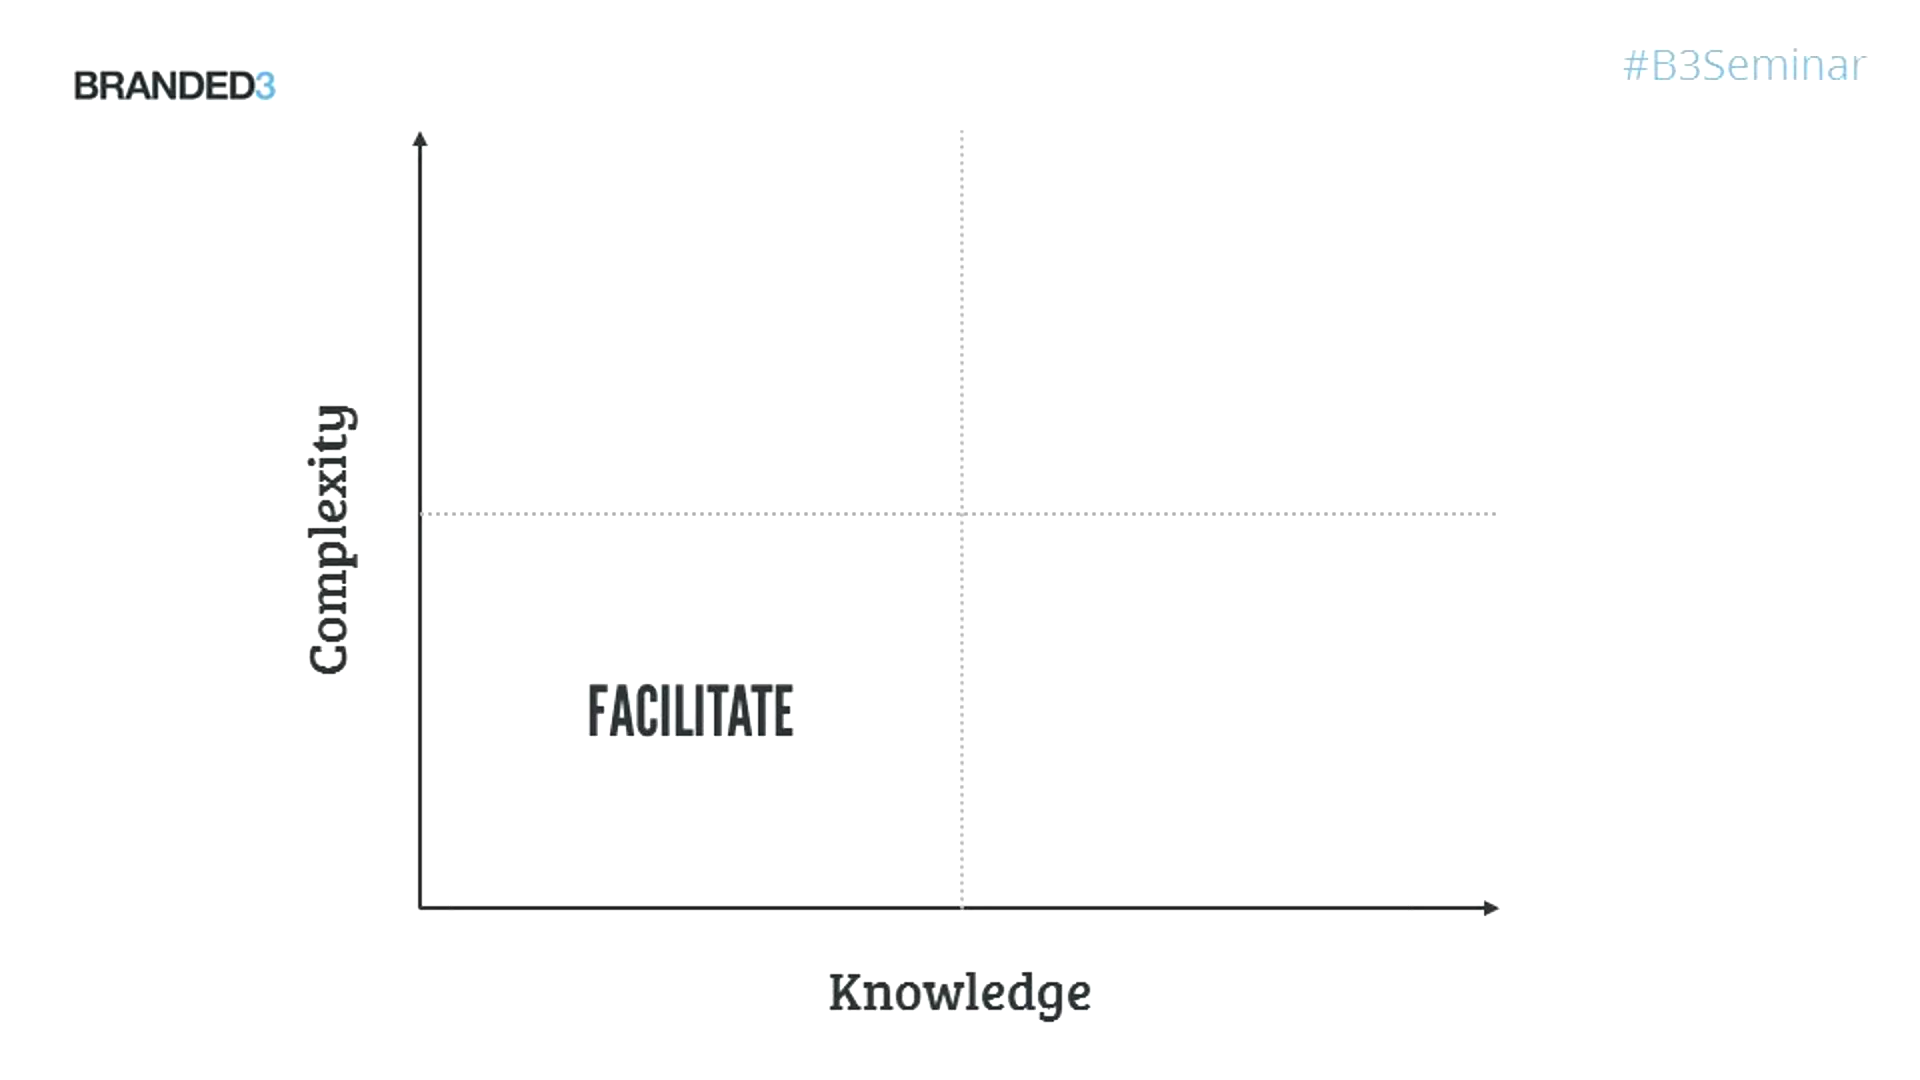 BRANDED3
#B3Seminar
Complexity
FACILITATE
Knowledge